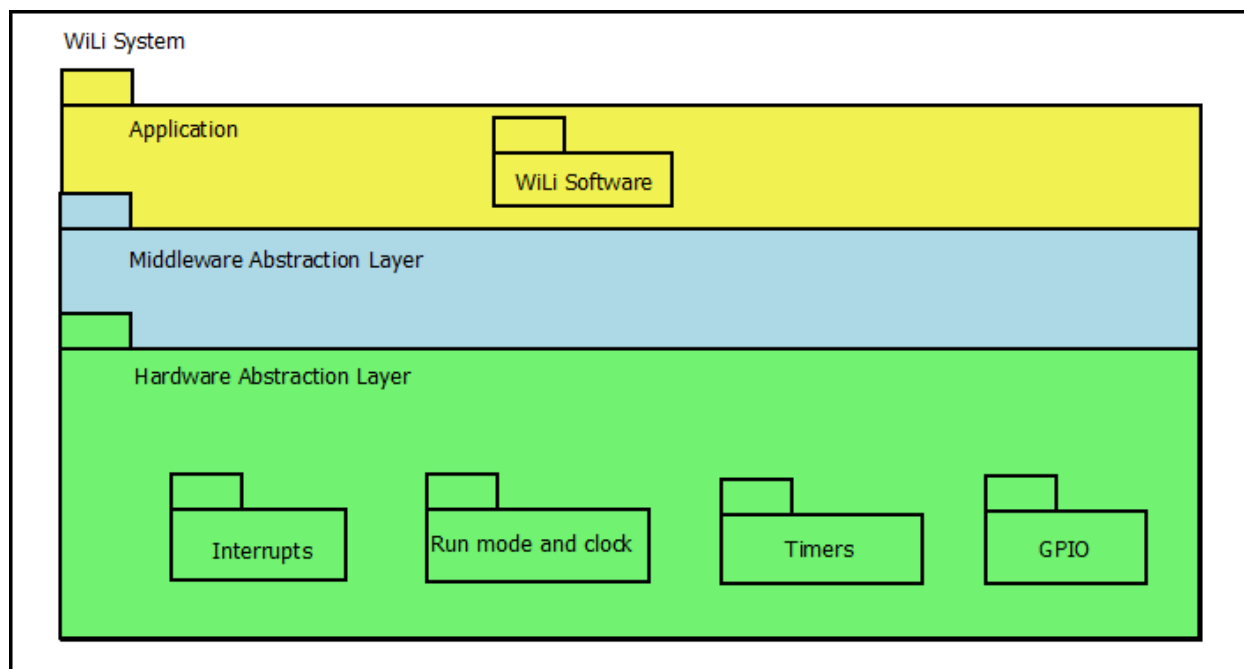 WiLi System
Application
WiLi Software
Middleware Abstraction Layer
Hardware Abstraction Layer
Interrupts
Run mode and clock
Timers
GPIO